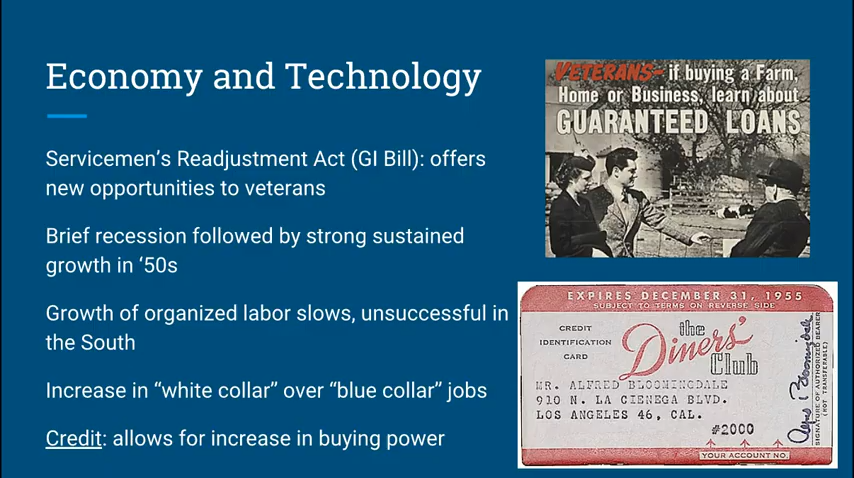 Economy and Technology
Servicemen's Readjustment Act (GI Bill): offers
new opportunities to veterans
Brief recession followed by strong sustained
growth in ‘50s
Growth of organized labor slows, unsuccessful in
the South
Increase in “white collar” over “blue collar” jobs
Credit: allows for increase in buying power
VETERANS- if buying a Farm,
Home or Business, learn about
GUARANTEED LOANS
EXPIRES DECEMBER 31, 1955
SUBJECT TO TERMS ON REVERSE SIDE
CREDIT
IDENTIFICATION
CARD
the
Diners'
Club
MR. ALFRED BLOOMINGDALE
910 N. LA CIENEGA BLVD.
LOS ANGELES 46, CAL.
#2000
YOUR ACCOUNT NO.
SIGNATURE OF AUTHORIZED BEARER
(NOT TRANSFERABLE)